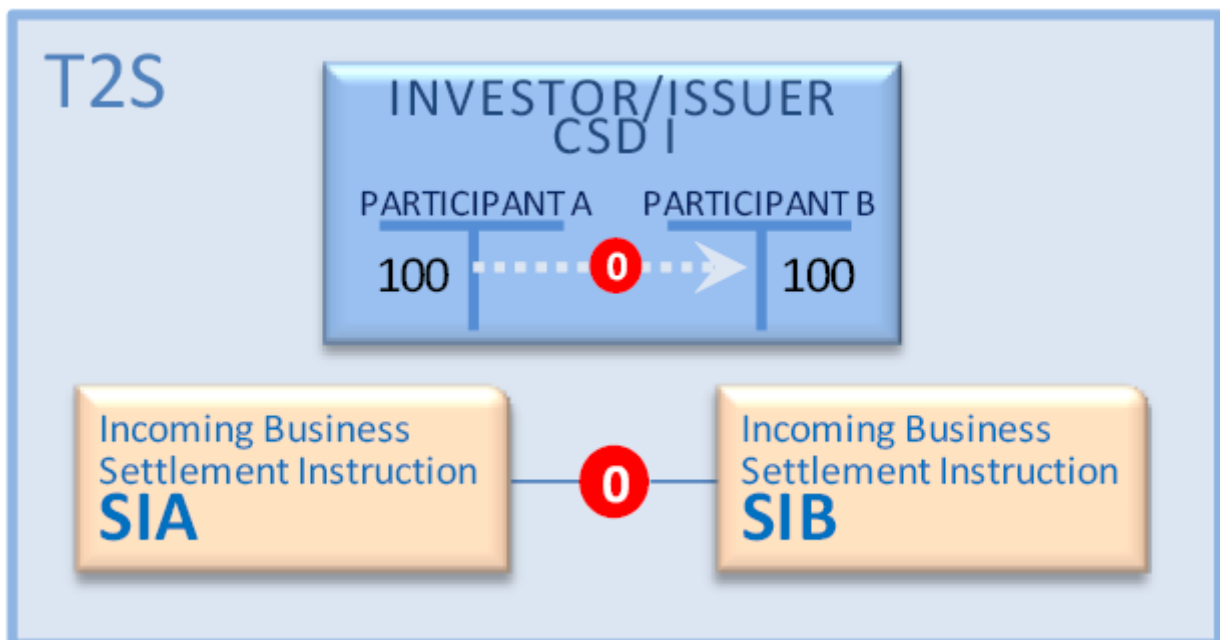 T2S
INVESTOR/ISSUER
CSD I
PARTICIPANT A
PARTICIPANT B
100
0
100
Incoming Business
Settlement Instruction
SIA
0
Incoming Business
Settlement Instruction
SIB